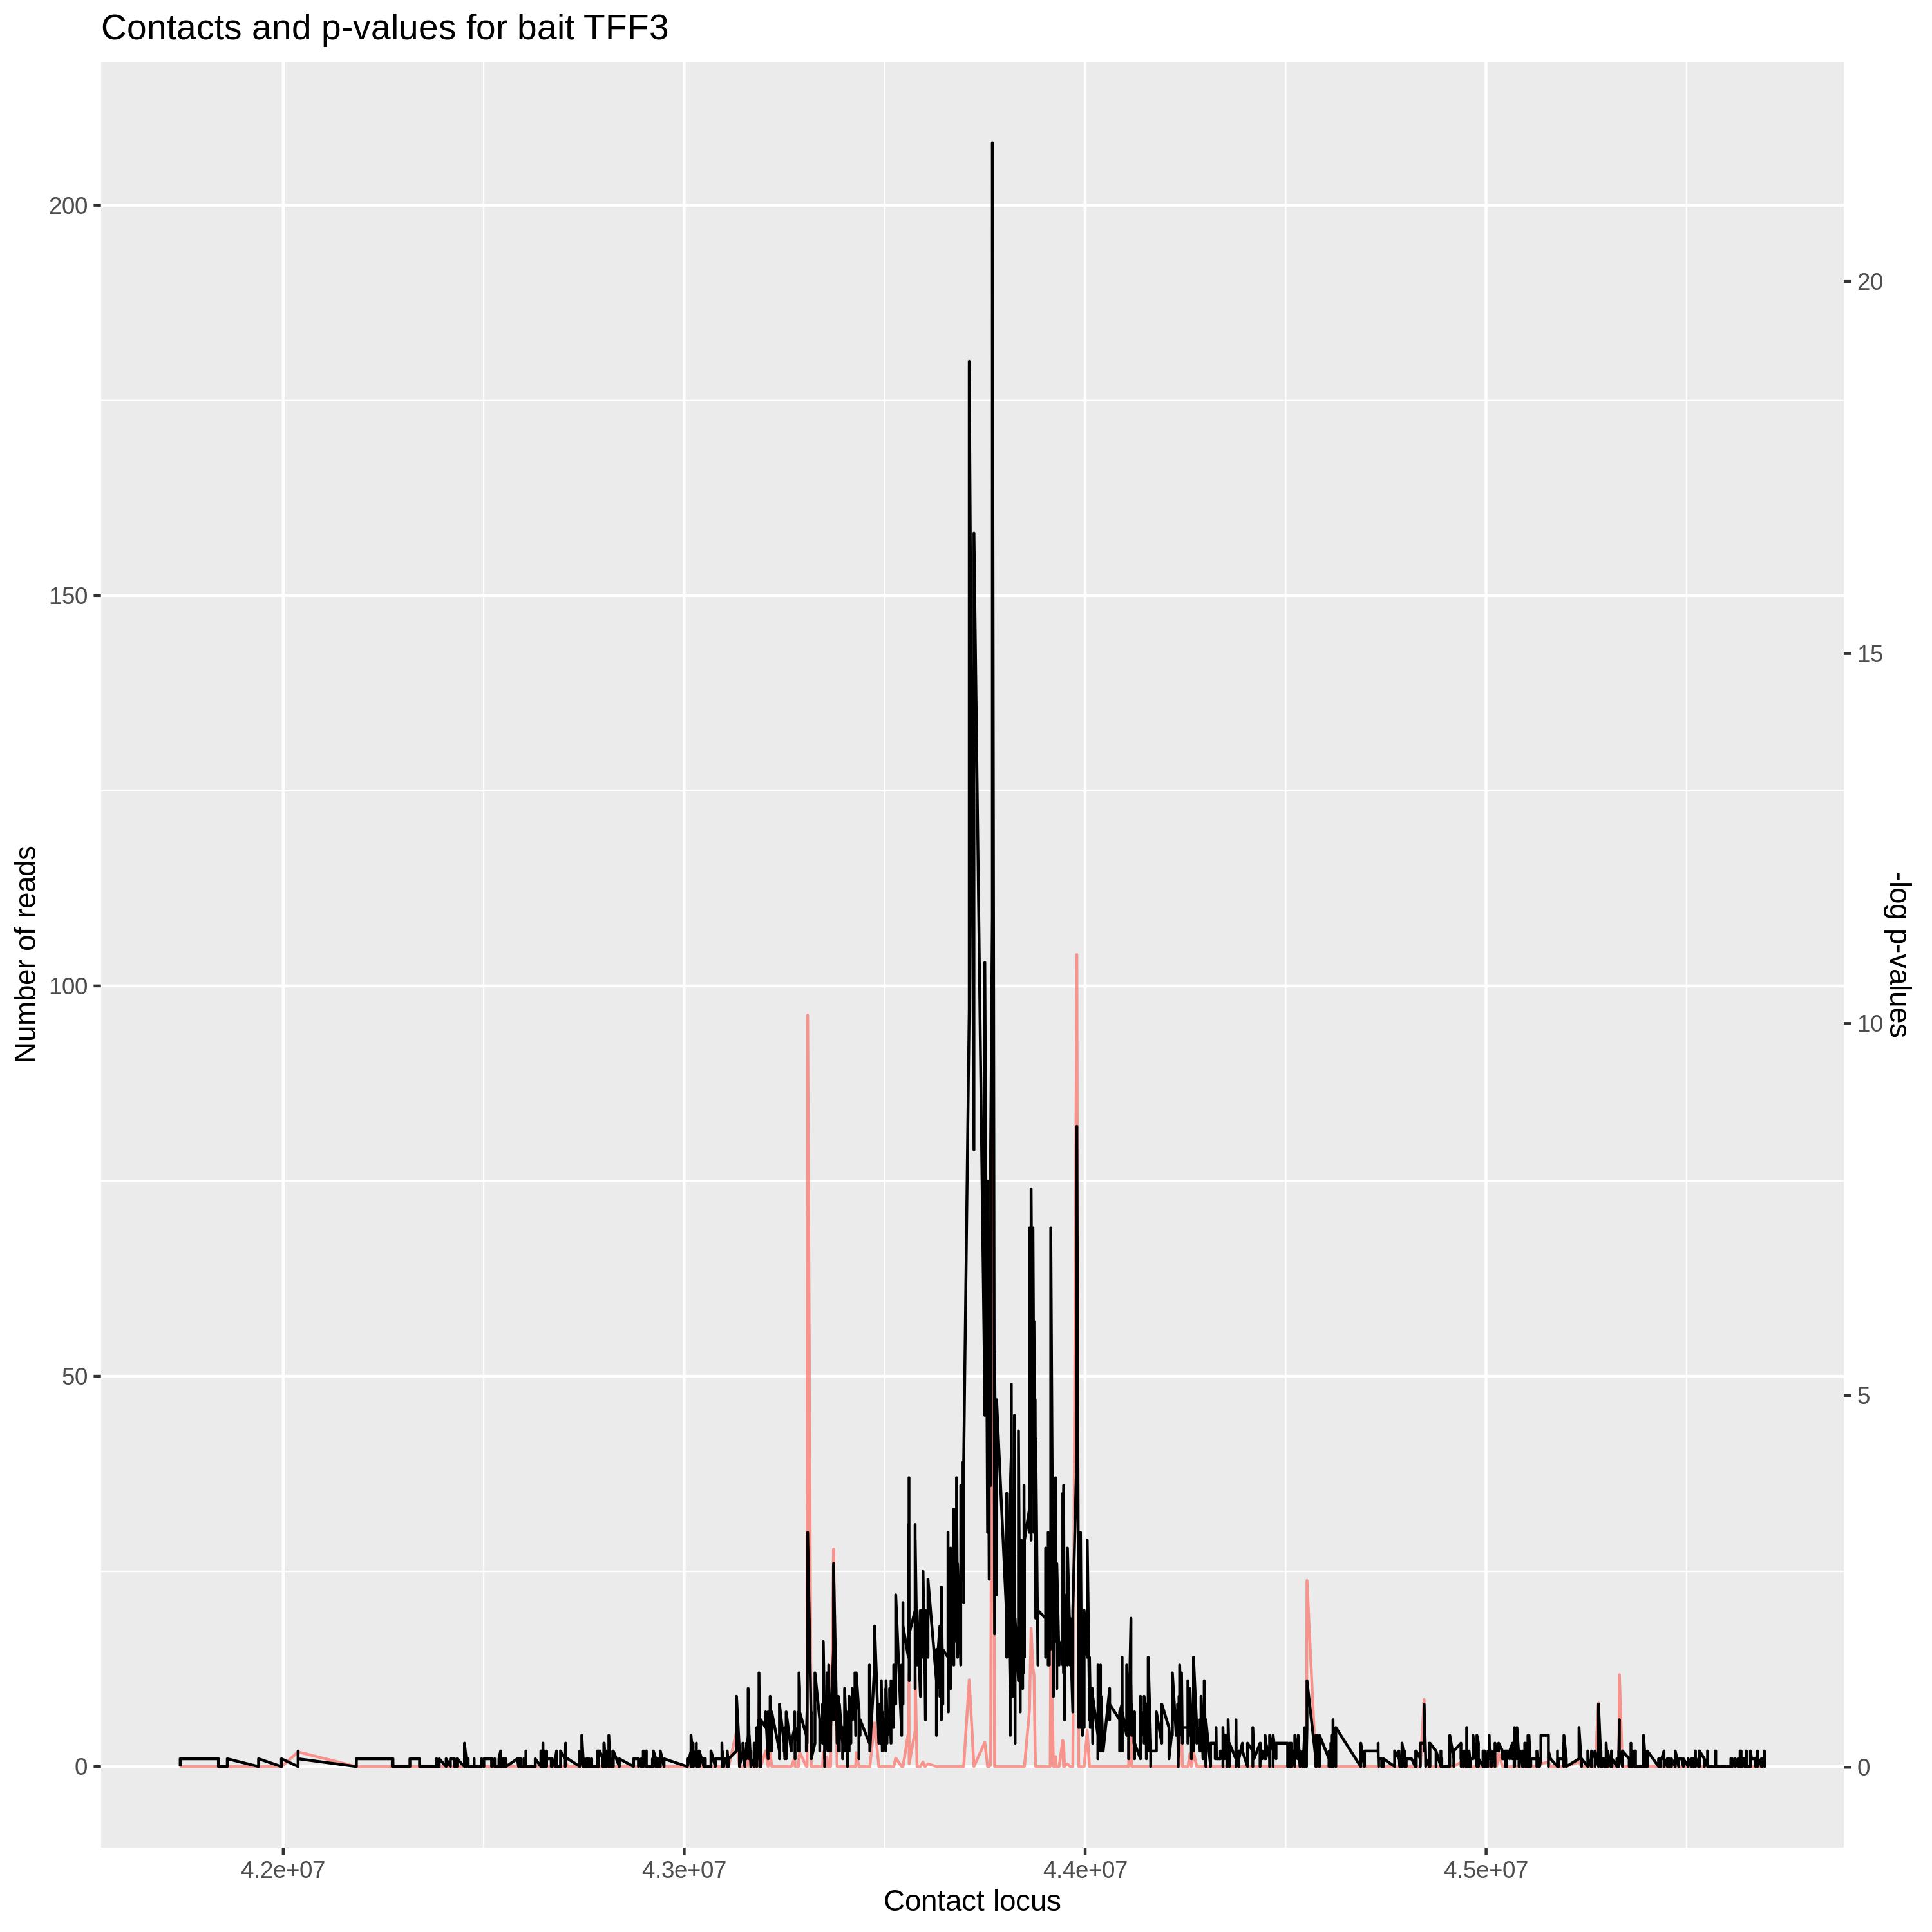 Contacts and p-values for bait TFF3
200
150
100
50
0
Number of reads
20
15
10
5
0
-log p-values
4.2e+07
4.3e+07
4.4e+07
4.5e+07
Contact locus